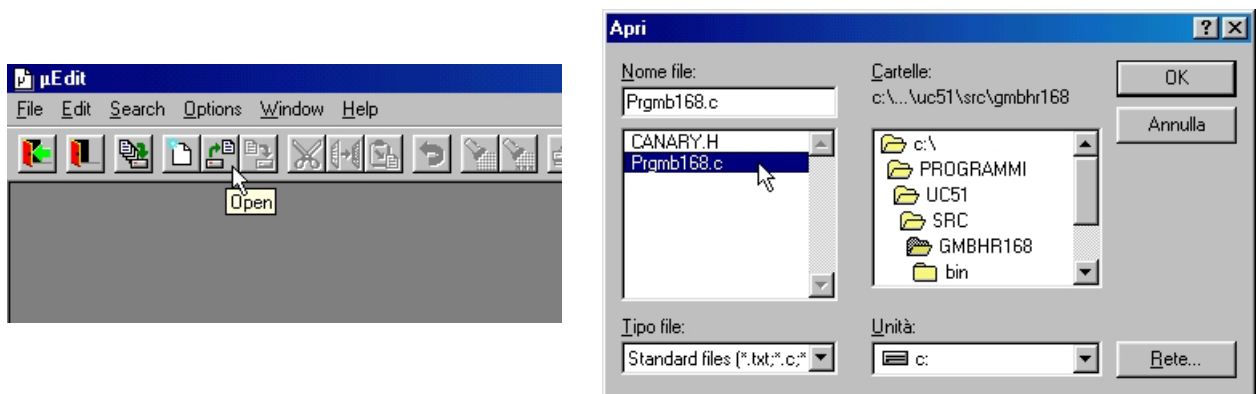 µEdit
File Edit Search Options Window Help
Open
Apri
Nome file:
Prgmb168.c
CANARY.H
Prgmb168.c
Tipo file:
Standard files (*.txt;*.c;*
Cartelle:
c:\...\uc51\src\gmbhr168
c:\
PROGRAMMI
UC51
SRC
GMBHR168
bin
Unità:
c:
OK
Annulla
Rete...